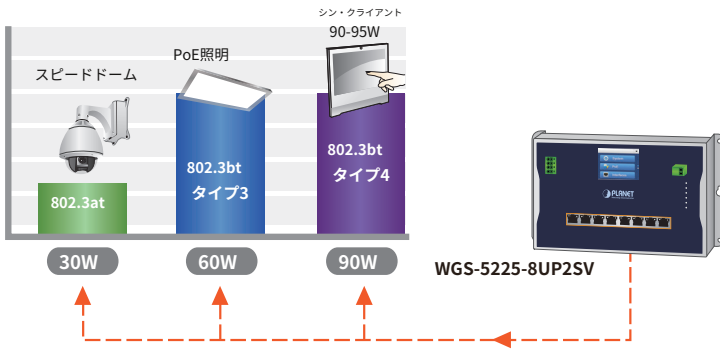 シン・クライアント
90-95W
PoE照明
スピードドーム
802.3at
802.3bt
タイプ3
802.3bt
タイプ4
PLANET
30W
60W
90W
WGS-5225-8UP2SV